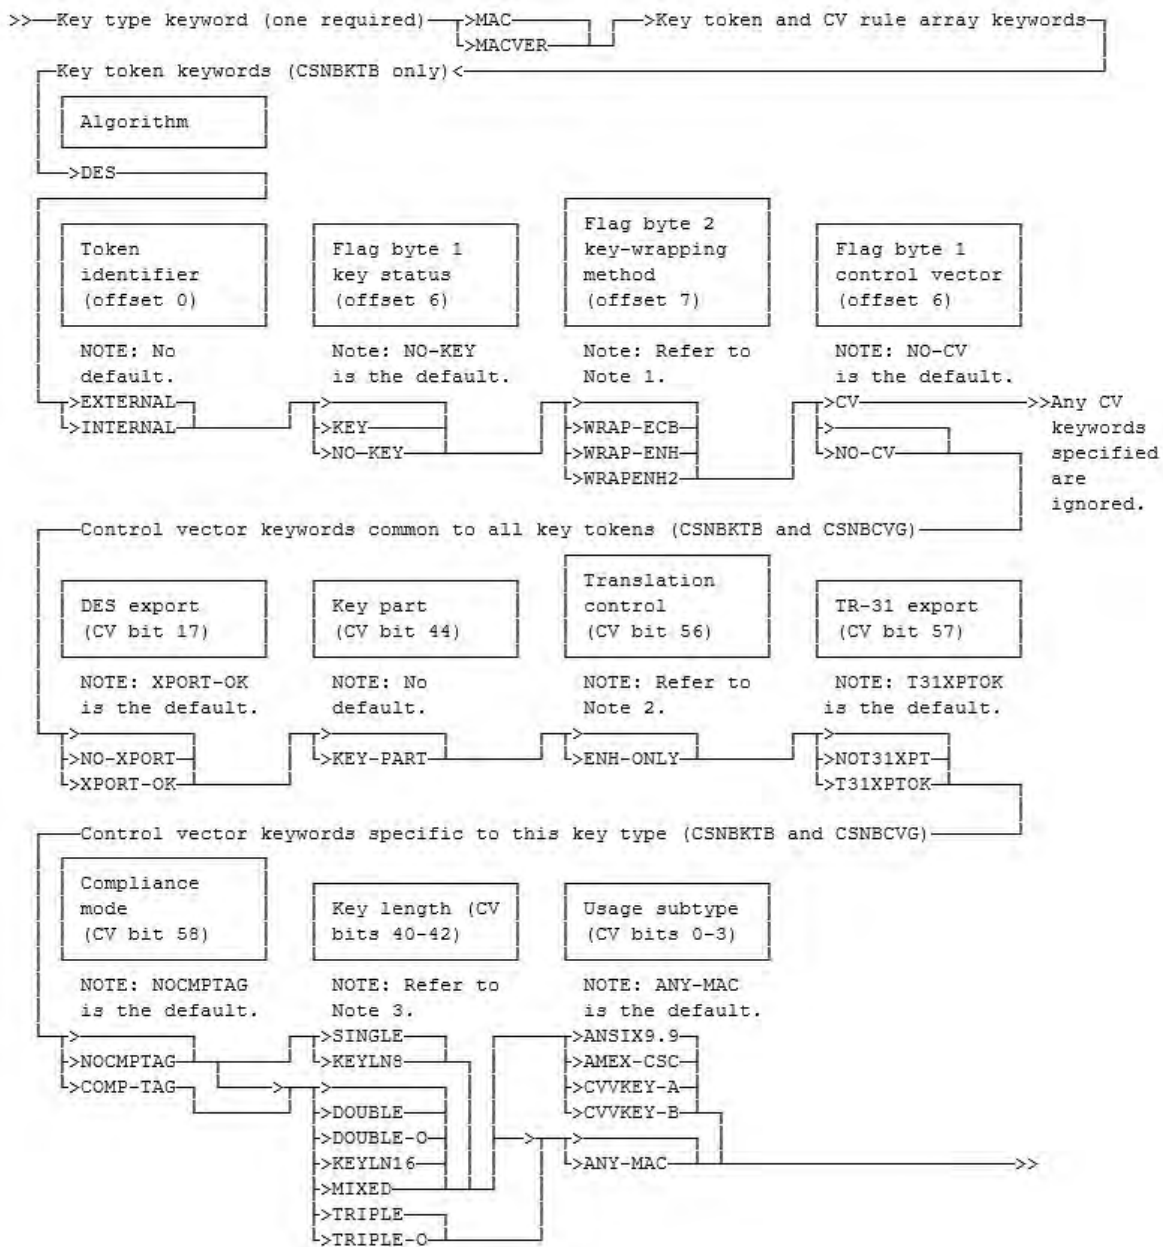 >>—Key type keyword (one required)—>MAC—>Key token and CV rule array keywords
>MACVER
Key token keywords (CSNBKTB only)<
Algorithm
>DES
Token
identifier
(offset 0)
Flag byte 1
key status
(offset 6)
Flag byte 2
key-wrapping
method
(offset 7)
Flag byte 1
control vector
(offset 6)
NOTE: No
default.
Note: NO-KEY
is the default.
Note: Refer to
Note 1.
NOTE: NO-CV
is the default.
>EXTERNAL
>INTERNAL
>
>KEY
>NO-KEY
>
>WRAP-ECB
>WRAP-ENH
>WRAPENH2
>CV—>>Any CV
>
>NO-CV
keywords
specified
are
ignored.
Control vector keywords common to all key tokens (CSNBKTB and CSNBCVG)
DES export
(CV bit 17)
Key part
(CV bit 44)
Translation
control
(CV bit 56)
TR-31 export
(CV bit 57)
NOTE: XPORT-OK
is the default.
NOTE: No
default.
NOTE: Refer to
Note 2.
NOTE: T31XPTOK
is the default.
>
>NO-XPORT
>XPORT-OK
>
>KEY-PART
>
>ENH-ONLY
>
>NOT31XPT
>T31XPTOK
Control vector keywords specific to this key type (CSNBKTB and CSNBCVG)
Compliance
mode
(CV bit 58)
Key length (CV
bits 40-42)
Usage subtype
(CV bits 0-3)
NOTE: NOCMPTAG
is the default.
NOTE: Refer to
Note 3.
NOTE: ANY-MAC
is the default.
>
>NOCMPTAG
>COMP-TAG
>SINGLE
>KEYLN8
>
>DOUBLE
>DOUBLE-O
>KEYLN16
>MIXED
>TRIPLE
>TRIPLE-O
>ANSIX9.9
>AMEX-CSC
>CVVKEY-A
>CVVKEY-B
>
>ANY-MAC—>>